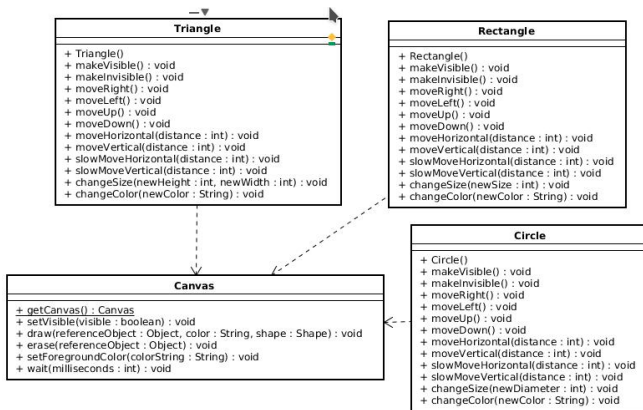 Triangle
+ Triangle()
+ makeVisible() : void
+ makeInvisible() : void
+ moveRight() : void
+ moveLeft() : void
+ moveUp() : void
+ moveDown() : void
+ moveHorizontal(distance : int) : void
+ moveVertical(distance : int) : void
+ slowMoveHorizontal(distance : int) : void
+ slowMoveVertical(distance : int) : void
+ changeSize(newHeight : int, newWidth : int) : void
+ changeColor(newColor : String) : void
Rectangle
+ Rectangle()
+ makeVisible() : void
+ makeInvisible() : void
+ moveRight() : void
+ moveLeft() : void
+ moveUp() : void
+ moveDown() : void
+ moveHorizontal(distance : int) : void
+ moveVertical(distance : int) : void
+ slowMoveHorizontal(distance : int) : void
+ slowMoveVertical(distance : int) : void
+ changeSize(newSize : int) : void
+ changeColor(newColor : String) : void
Canvas
+ getCanvas() : Canvas
+ setVisible(visible : boolean) : void
+ draw(referenceObject : Object, color : String, shape : Shape) : void
+ erase(referenceObject : Object) : void
+ setForegroundColor(colorString : String) : void
+ wait(milliseconds : int) : void
Circle
+ Circle()
+ makeVisible() : void
+ makeInvisible() : void
+ moveRight() : void
+ moveLeft() : void
+ moveUp() : void
+ moveDown() : void
+ moveHorizontal(distance : int) : void
+ moveVertical(distance : int) : void
+ slowMoveHorizontal(distance : int) : void
+ slowMoveVertical(distance : int) : void
+ changeSize(newDiameter : int) : void
+ changeColor(newColor : String) : void